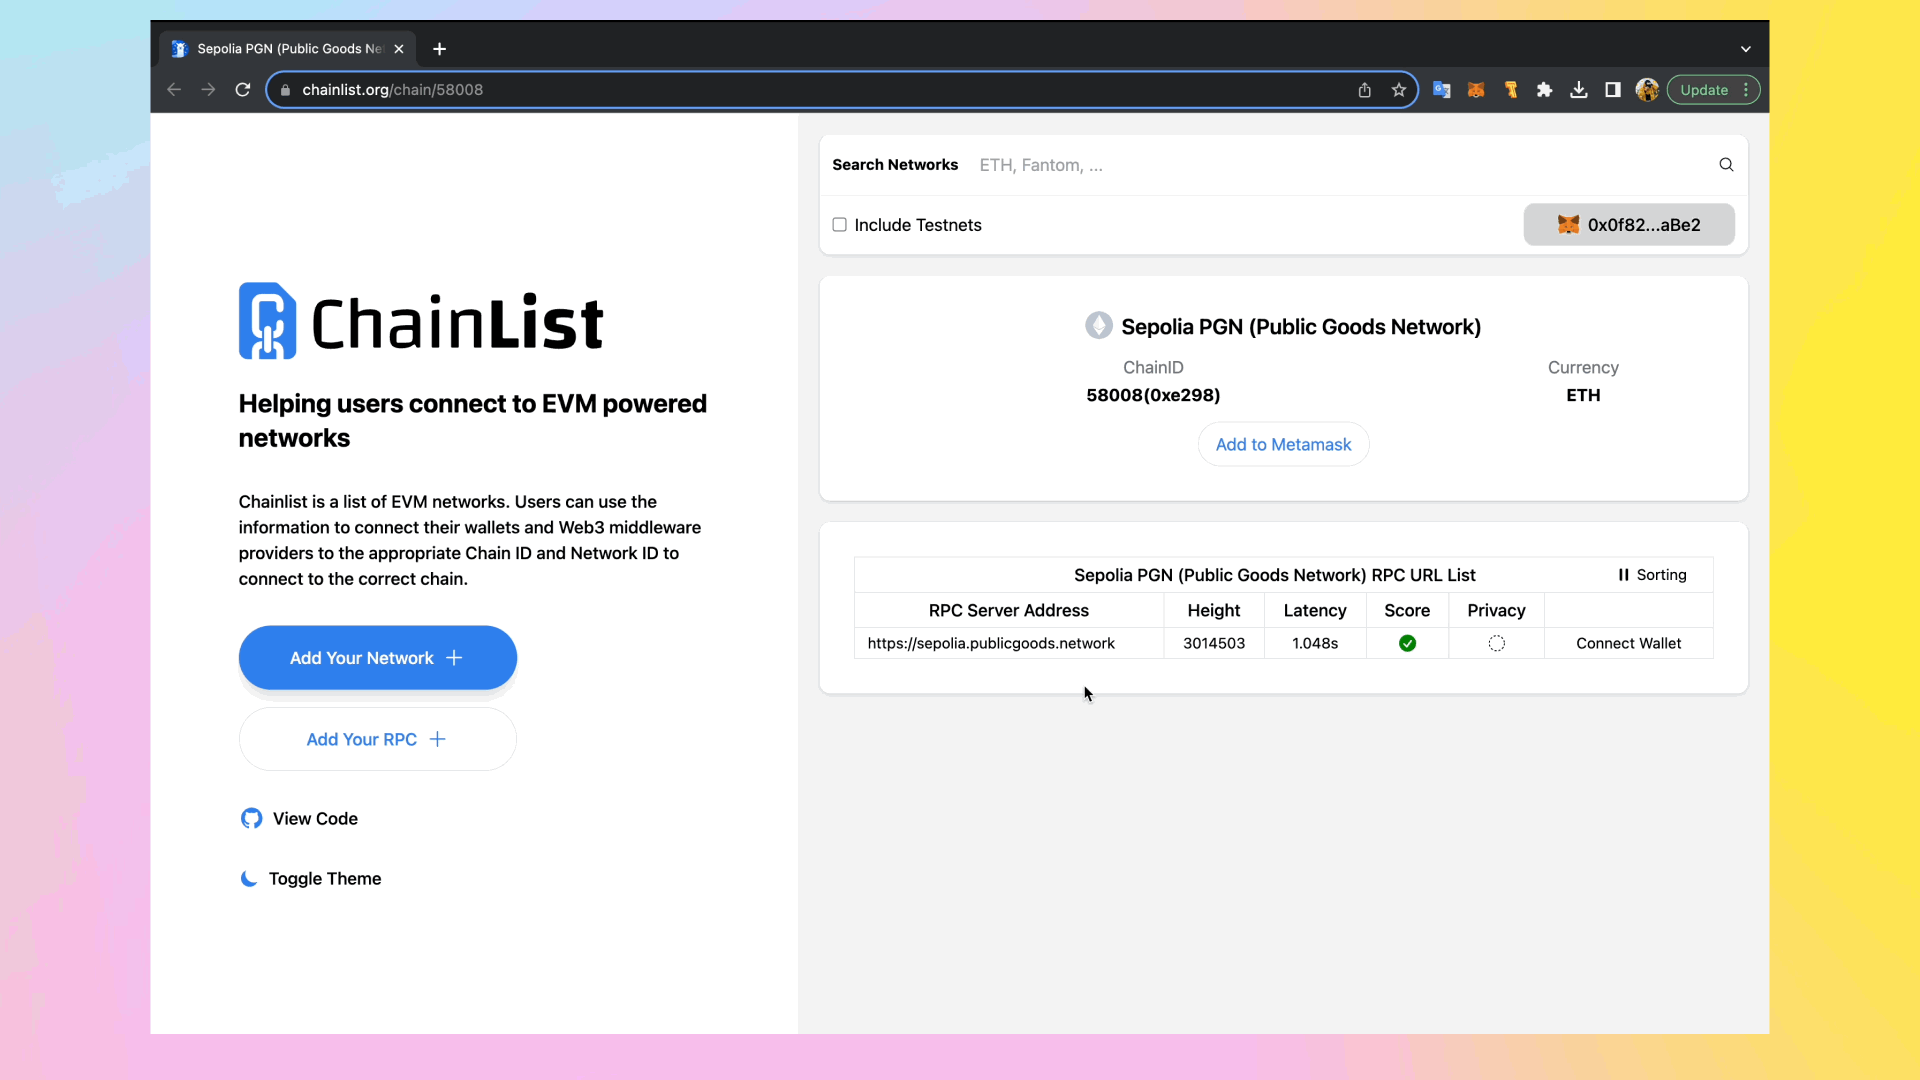 Sepolia PGN (Public Goods Ne
chainlist.org/chain/58008
Update
ChainList
Helping users connect to EVM powered
networks
Chainlist is a list of EVM networks. Users can use the
information to connect their wallets and Web3 middleware
providers to the appropriate Chain ID and Network ID to
connect to the correct chain.
Add Your Network
Add Your RPC
View Code
Toggle Theme
Search Networks ETH, Fantom, ...
Include Testnets
0x0f82...aBe2
Sepolia PGN (Public Goods Network)
ChainID Currency
58008(0xe298) ETH
Add to Metamask
Sepolia PGN (Public Goods Network) RPC URL List Sorting
RPC Server Address Height Latency Score Privacy
https://sepolia.publicgoods.network 3014503 1.048s Connect Wallet